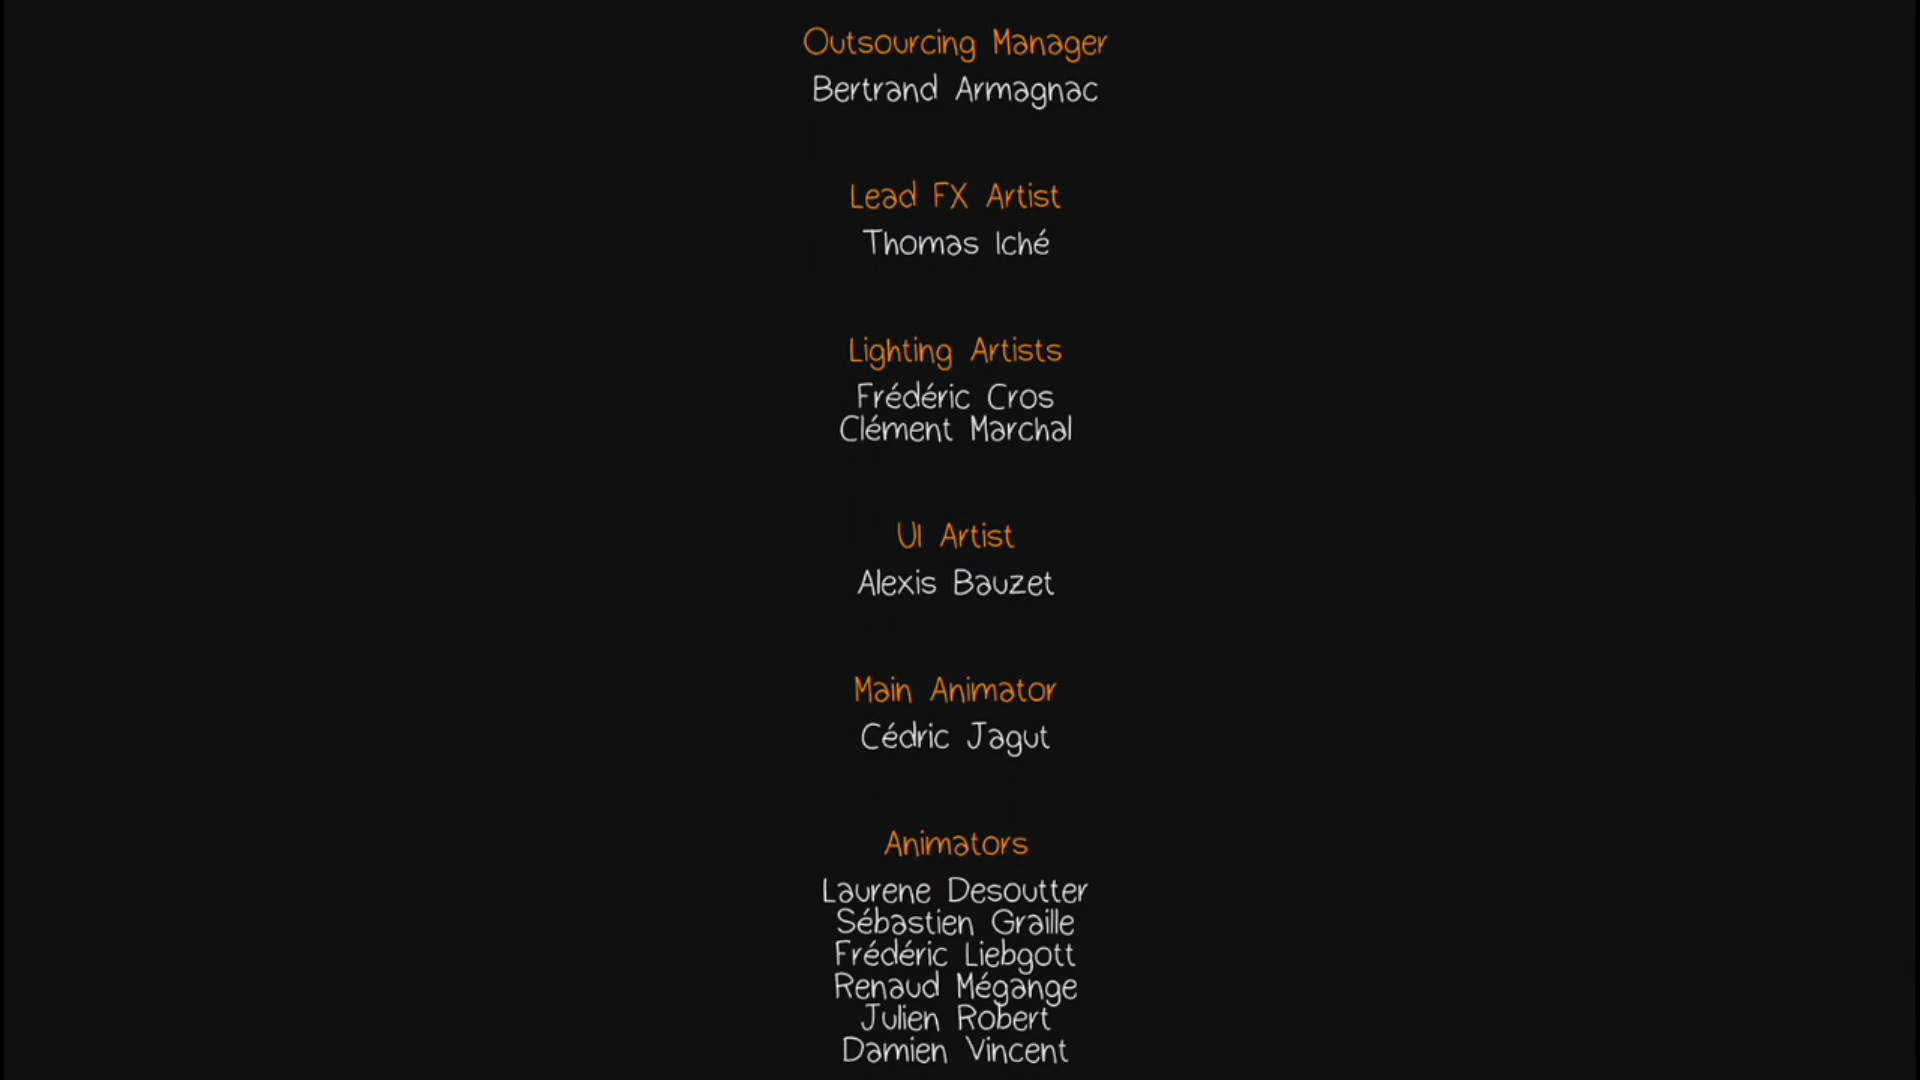 Outsourcing Manager
Bertrand Armagnac
Lead FX Artist
Thomas Iché
Lighting Artists
Frédéric Cros
Clément Marchal
UI Artist
Alexis Bauzet
Main Animator
Cédric Jagut
Animators
Laurene Desoutter
Sébastien Graille
Frédéric Liebgott
Renaud Mégange
Julien Robert
Damien Vincent